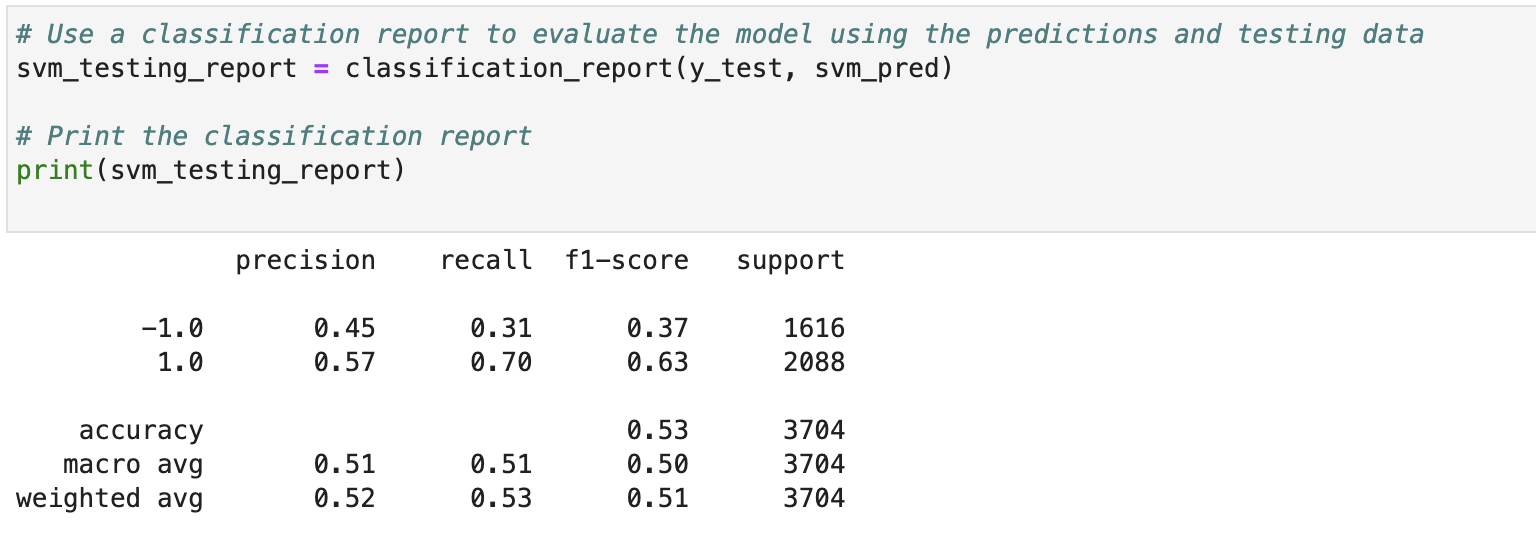 # Use a classification report to evaluate the model using the predictions and testing data
svm_testing_report = classification_report(y_test, svm_pred)
# Print the classification report
print(svm_testing_report)
precision recall f1-score support
-1.0 0.45 0.31 0.37 1616
1.0 0.57 0.70 0.63 2088
accuracy 0.53 3704
macro avg 0.51 0.51 0.50 3704
weighted avg 0.52 0.53 0.51 3704